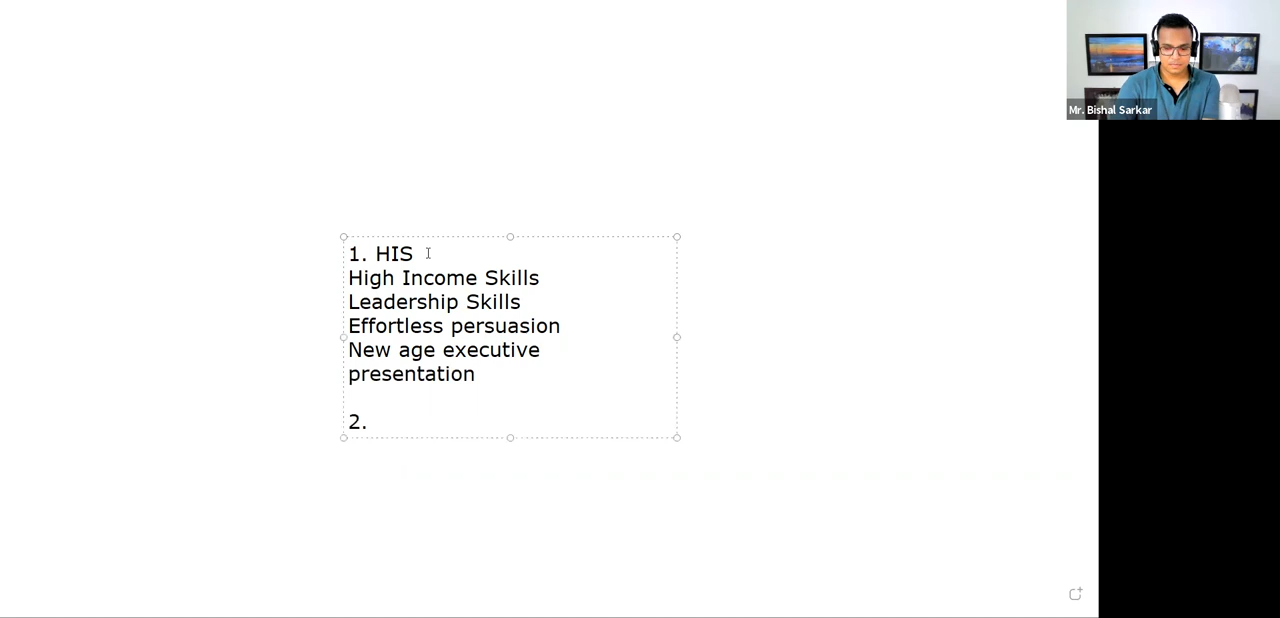 Mr. Bishal Sarkar
1. HIS
High Income Skills
Leadership Skills
Effortless persuasion
New age executive
presentation
2.